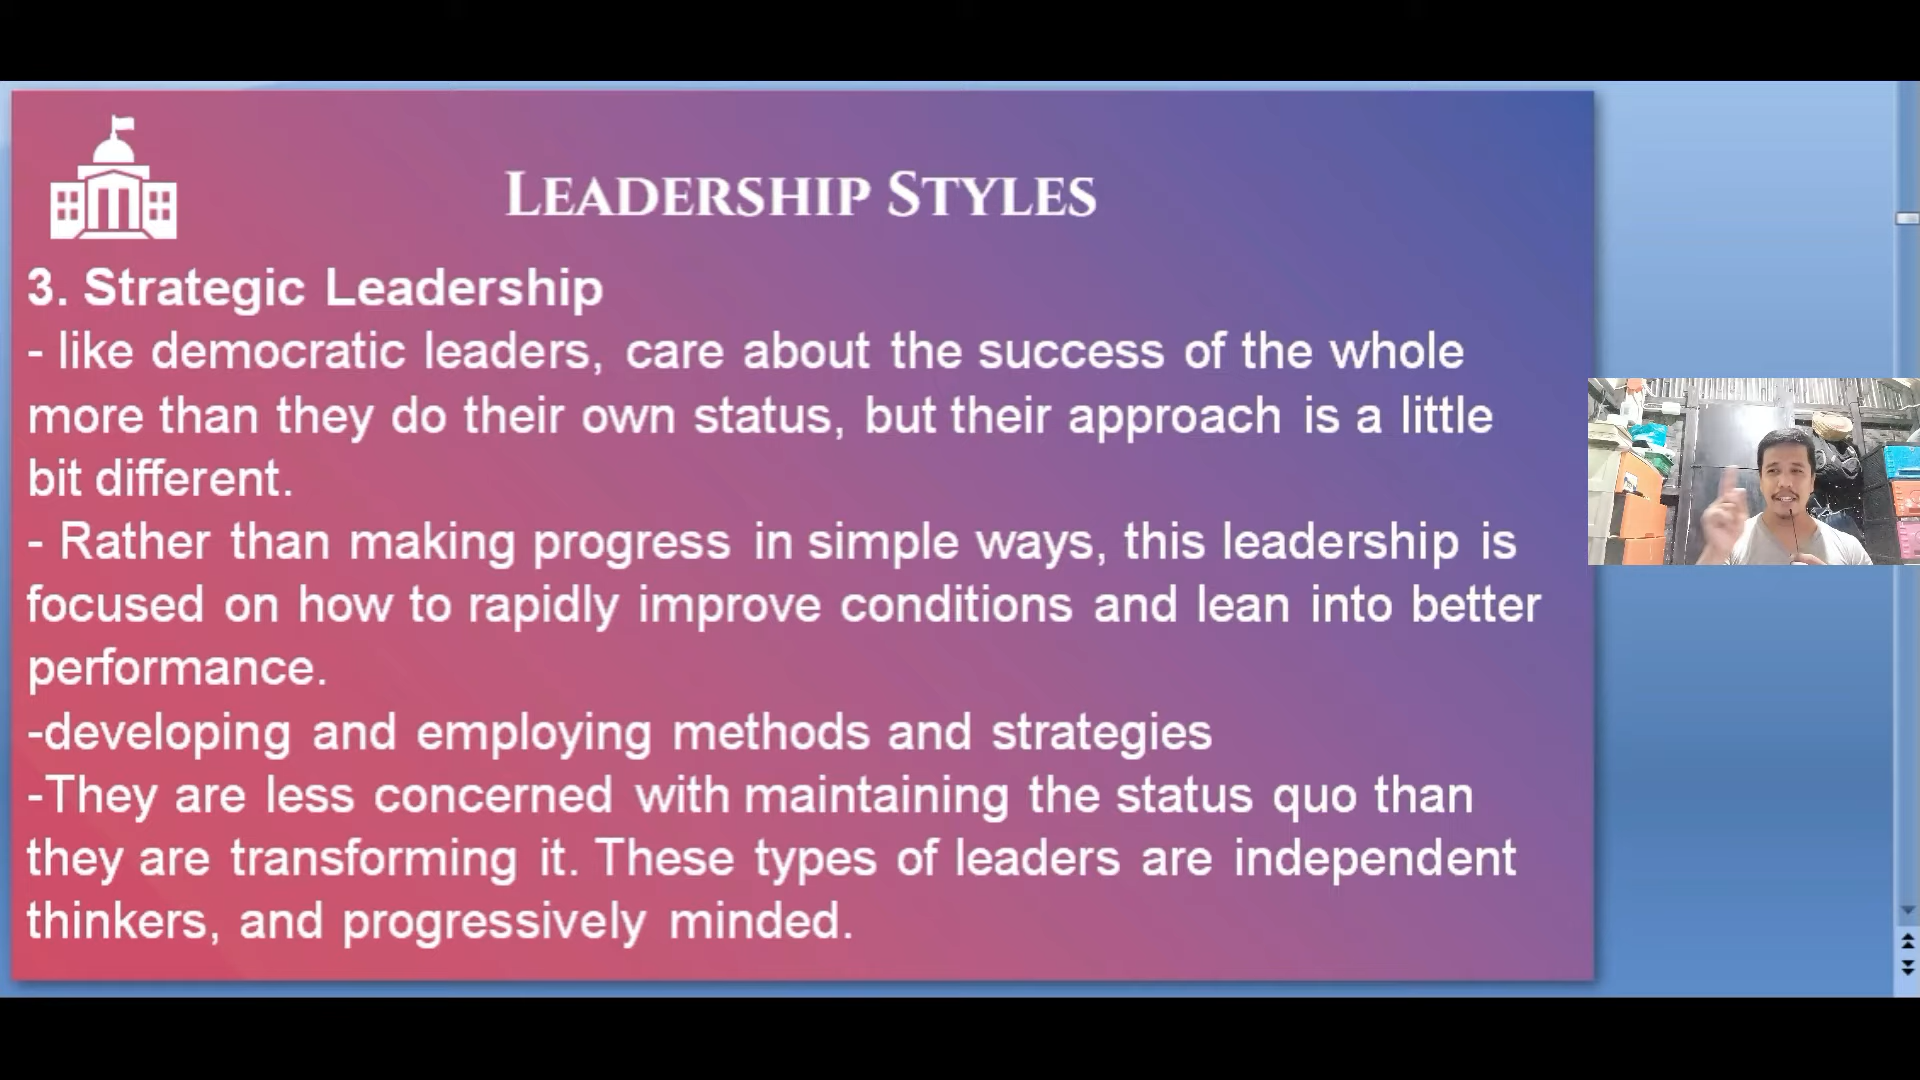 LEADERSHIP STYLES
3. Strategic Leadership
- like democratic leaders, care about the success of the whole
more than they do their own status, but their approach is a little
bit different.
- Rather than making progress in simple ways, this leadership is
focused on how to rapidly improve conditions and lean into better
performance.
-developing and employing methods and strategies
-They are less concerned with maintaining the status quo than
they are transforming it. These types of leaders are independent
thinkers, and progressively minded.